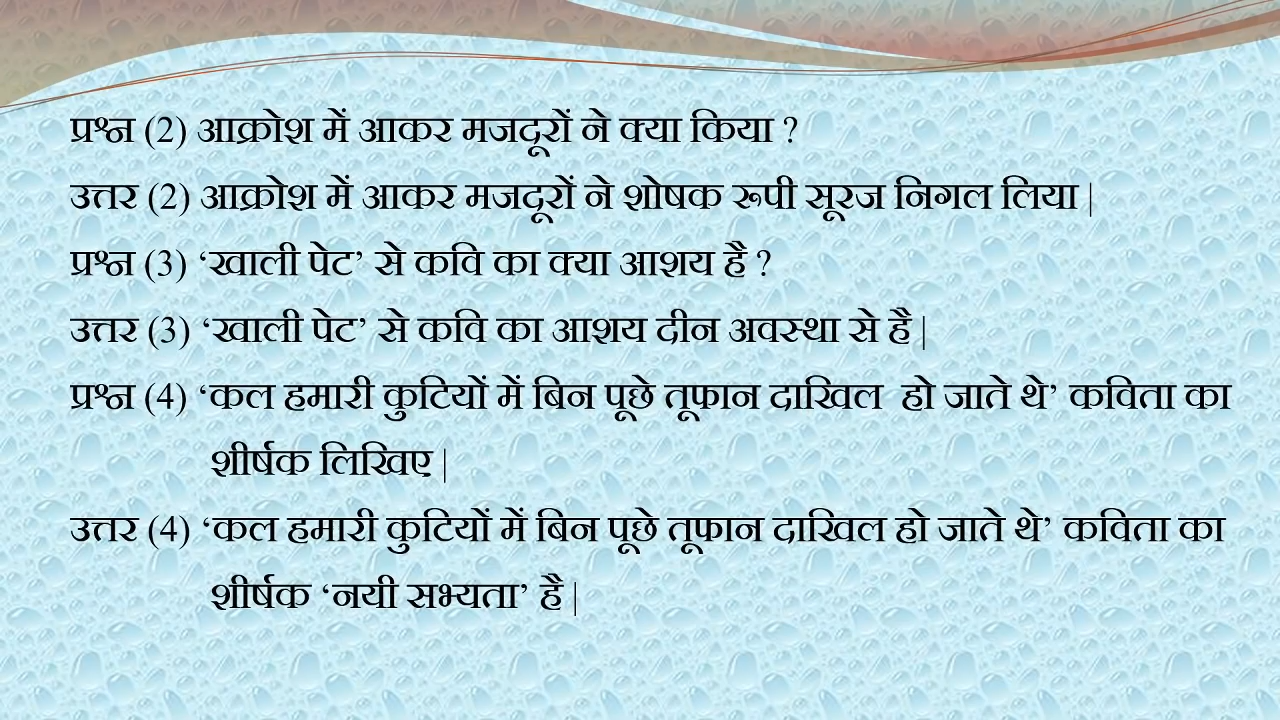 प्रश्न (2) आक्रोश में आकर मजदूरों ने क्या किया ?
उत्तर (2) आक्रोश में आकर मजदूरों ने शोषक रूपी सूरज निगल लिया |
प्रश्न (3) ‘खाली पेट’ से कवि का क्या आशय है ?
उत्तर (3) ‘खाली पेट’ से कवि का आशय दीन अवस्था से है |
प्रश्न (4) ‘कल हमारी कुटियों में बिन पूछे तूफान दाखिल हो जाते थे’ कविता का
शीर्षक लिखिए |
उत्तर (4) ‘कल हमारी कुटियों में बिन पूछे तूफान दाखिल हो जाते थे’ कविता का
शीर्षक ‘नयी सभ्यता’ है |